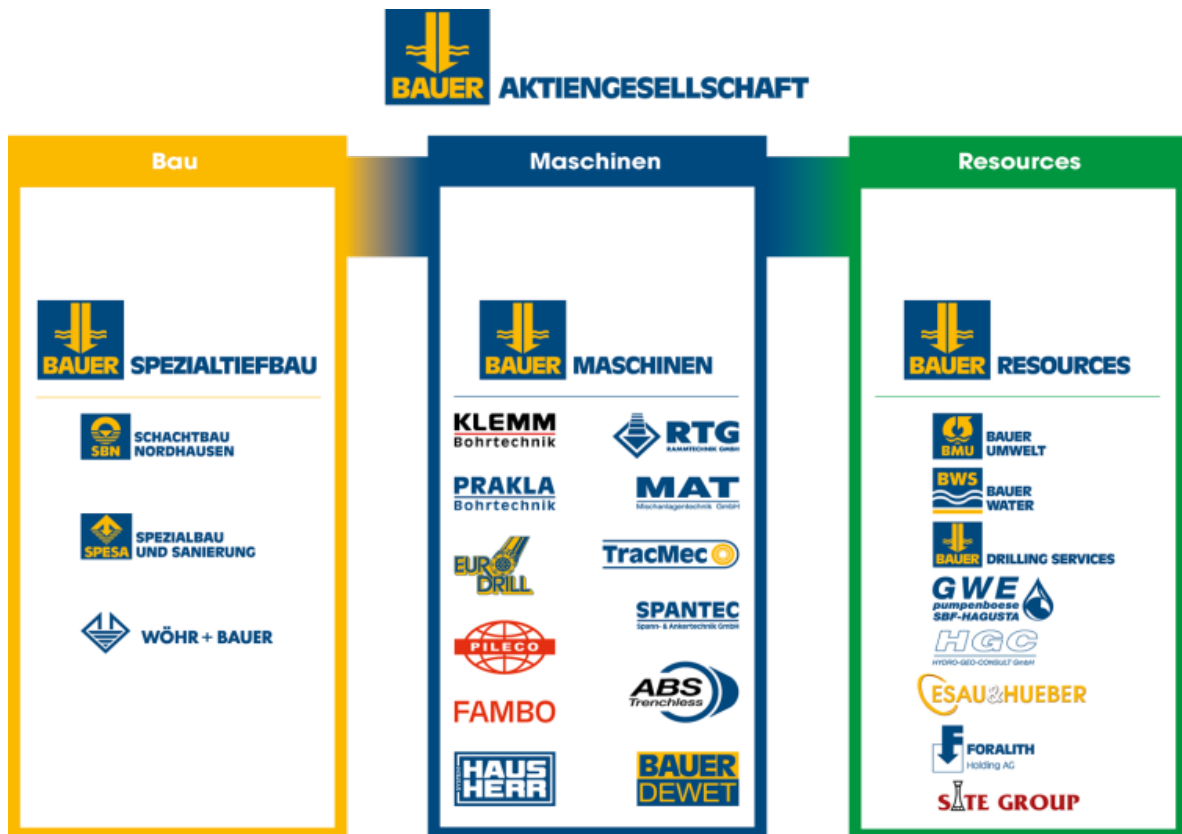 BAUER AKTIENGESELLSCHAFT
Bau
BAUER SPEZIALTIEFBAU
SBN SCHACHTBAU
NORDHAUSEN
SPESA SPEZIALBAU
UND SANIERUNG
WÖHR + BAUER
Maschinen
BAUER MASCHINEN
KLEMM
Bohrtechnik
RTG
RAMMTECHNIK GMBH
PRAKLA
Bohrtechnik
MAT
Mischanlagentechnik GmbH
EURODRILL
TracMec
PILECO
SPANTEC
Spann- & Ankertechnik GmbH
FAMBO
ABS
Trenchless
SYSTEM
HAUS
HERR
BAUER
DEWET
Resources
BAUER RESOURCES
BMU BAUER
UMWELT
BWS BAUER
WATER
BAUER DRILLING SERVICES
GWE
pumpenboese
SBF-HAGUSTA
HGC
HYDRO-GEO-CONSULT GmbH
ESAU&HUEBER
F FORALITH
Holding AG
SITE GROUP